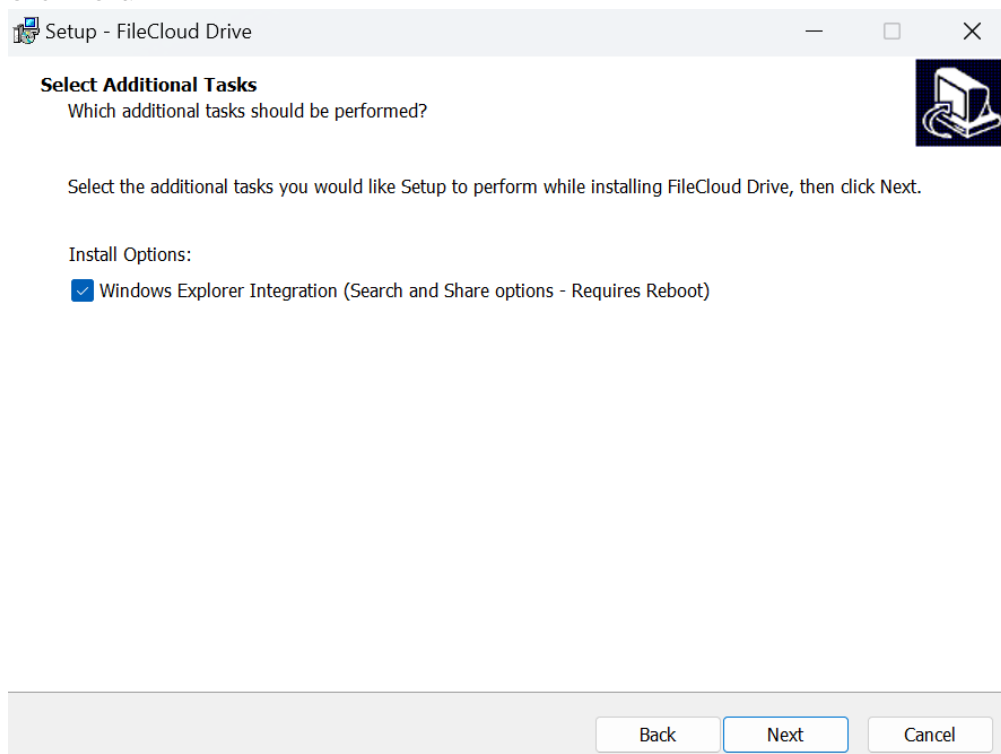 Setup - FileCloud Drive
Select Additional Tasks
Which additional tasks should be performed?
Select the additional tasks you would like Setup to perform while installing FileCloud Drive, then click Next.
Install Options:
Windows Explorer Integration (Search and Share options - Requires Reboot)
Back Next Cancel